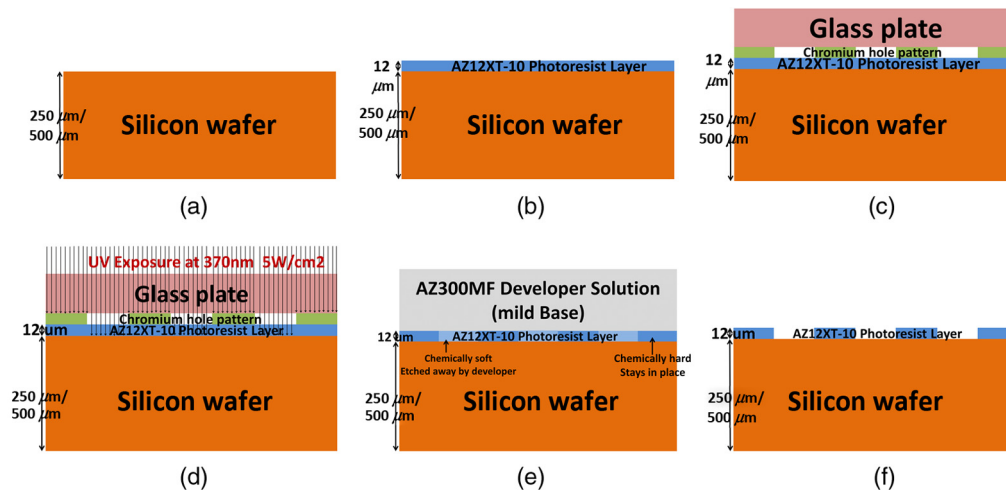 250 μm/
500 μm
Silicon wafer
(a)
12
μm
AZ12XT-10 Photoresist Layer
250 μm/
500 μm
Silicon wafer
(b)
Glass plate
Chromium hole pattern
12
μm
AZ12XT-10 Photoresist Layer
250 μm/
500 μm
Silicon wafer
(c)
UV Exposure at 370nm 5W/cm2
Glass plate
Chromium hole pattern
12um
AZ12XT-10 Photoresist Layer
250 μm/
500 μm
Silicon wafer
(d)
AZ300MF Developer Solution
(mild Base)
12 um
AZ12XT-10 Photoresist Layer
Chemically soft
Etched away by developer
Chemically hard
Stays in place
250 μm/
500 μm
Silicon wafer
(e)
12um
AZ12XT-10 Photoresist Layer
250 μm/
500 μm
Silicon wafer
(f)